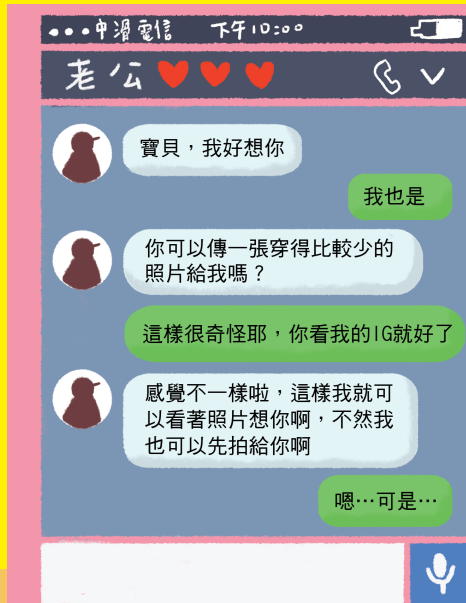 中滑電信 下午10:00
老公
寶貝，我好想你
我也是
你可以傳一張穿得比較少的
照片給我嗎？
這樣很奇怪耶，你看我的IG就好了
感覺不一樣啦，這樣我就可
以看著照片想你啊，不然我
也可以先拍給你啊
嗯…可是…